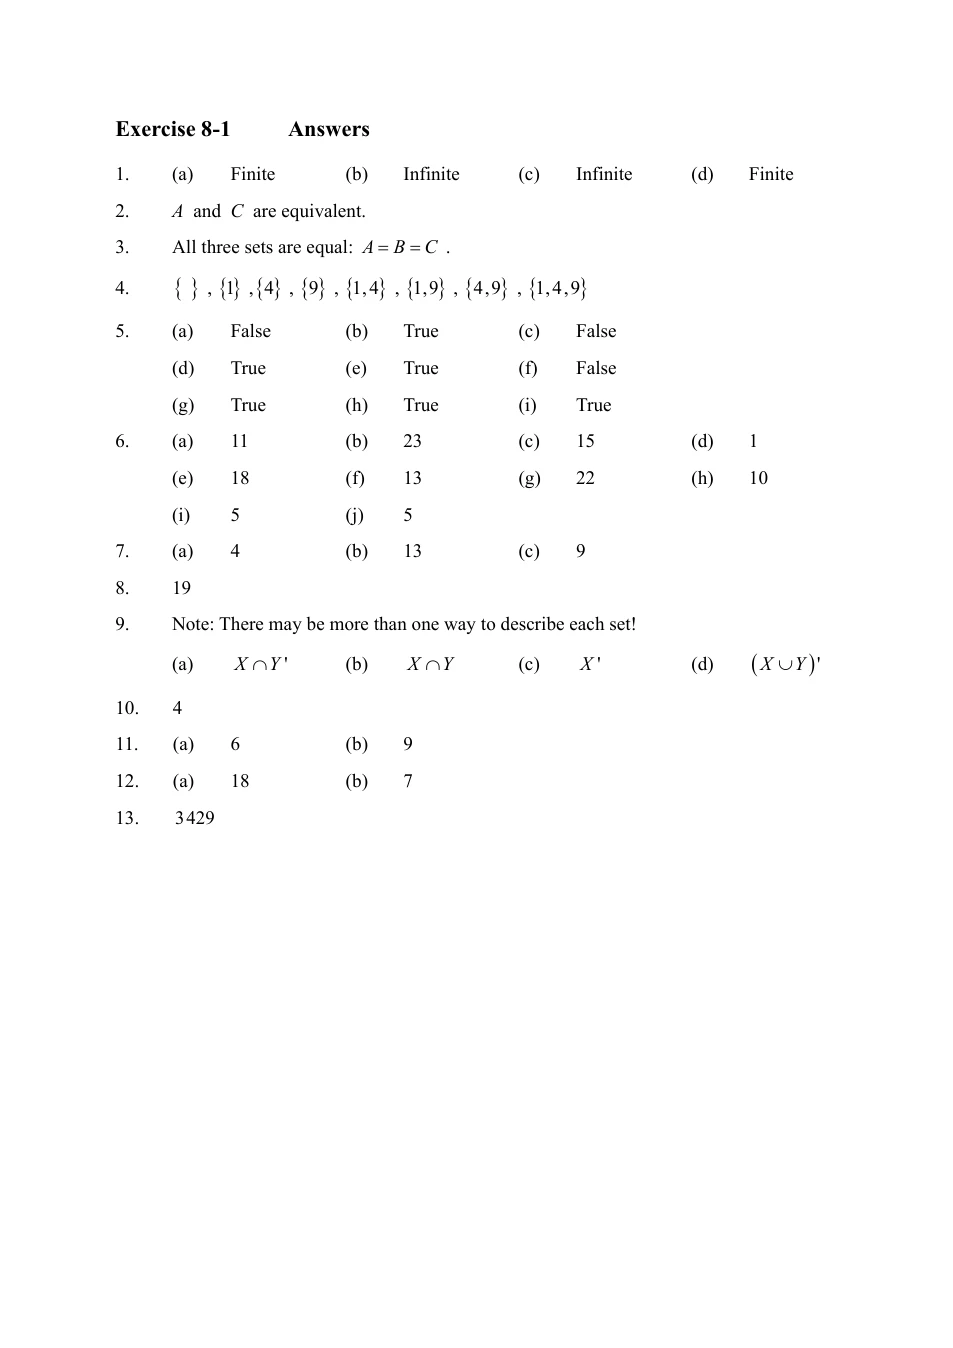 Exercise 8-1 Answers
1. (a) Finite (b) Infinite (c) Infinite (d) Finite
2. A and C are equivalent.
3. All three sets are equal: A = B = C .
4. { } , {1} ,{4} , {9} , {1,4} , {1,9} , {4,9} , {1,4,9}
5. (a) False (b) True (c) False
(d) True (e) True (f) False
(g) True (h) True (i) True
6. (a) 11 (b) 23 (c) 15 (d) 1
(e) 18 (f) 13 (g) 22 (h) 10
(i) 5 (j) 5
7. (a) 4 (b) 13 (c) 9
8. 19
9. Note: There may be more than one way to describe each set!
(a) X ∩ Y' (b) X ∩ Y (c) X' (d) (X ∪ Y)'
10. 4
11. (a) 6 (b) 9
12. (a) 18 (b) 7
13. 3429